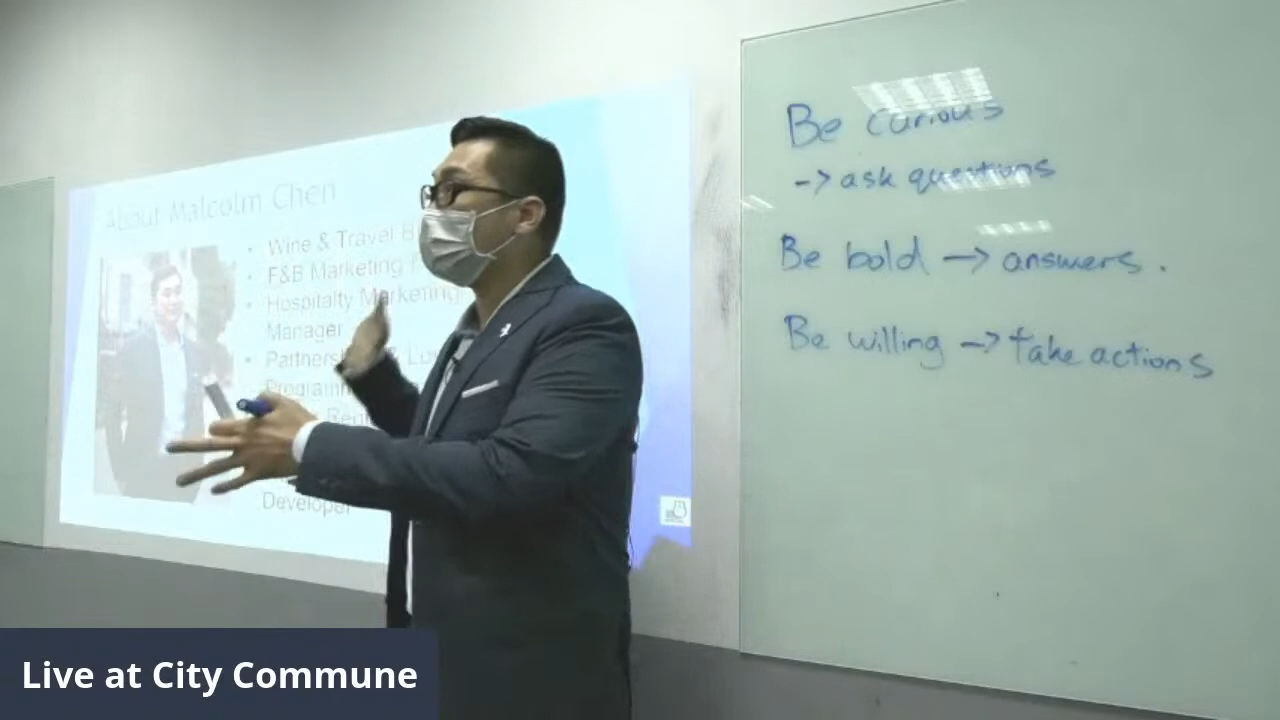 About Malcolm Chen
Wine & Travel
F&B Marketing
Hospitalty Marketing
Manager
Developer
Be curious
-> ask questions
Be bold -> answers.
Be willing -> take actions
Live at City Commune